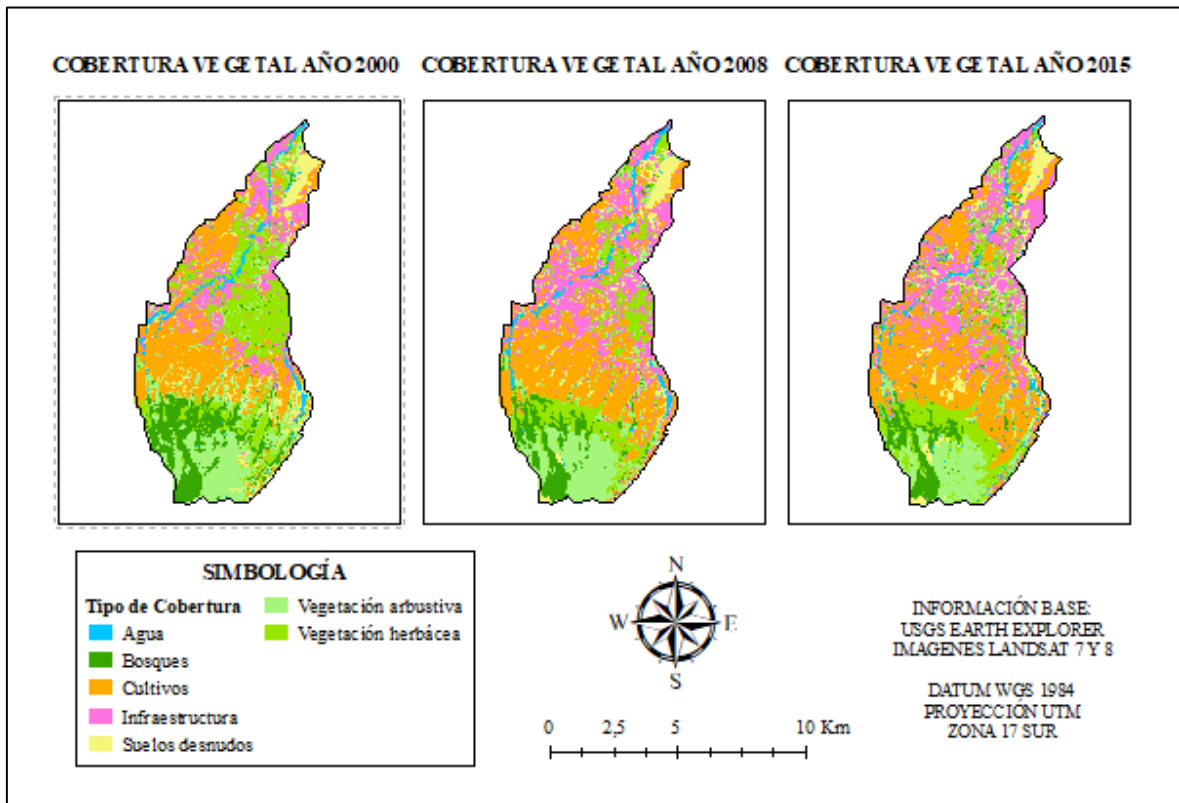 COBERTURA VEGETAL AÑO 2000
COBERTURA VEGETAL AÑO 2008
COBERTURA VEGETAL AÑO 2015
SIMBOLOGÍA
Tipo de Cobertura
Agua
Bosques
Cultivos
Infraestructura
Suelos desnudos
Vegetación arbustiva
Vegetación herbácea
N
W E
S
0 2,5 5 10 Km
INFORMACIÓN BASE:
USGS EARTH EXPLORER
IMAGENES LANDSAT 7 Y 8
DATUM WGS 1984
PROYECCIÓN UTM
ZONA 17 SUR